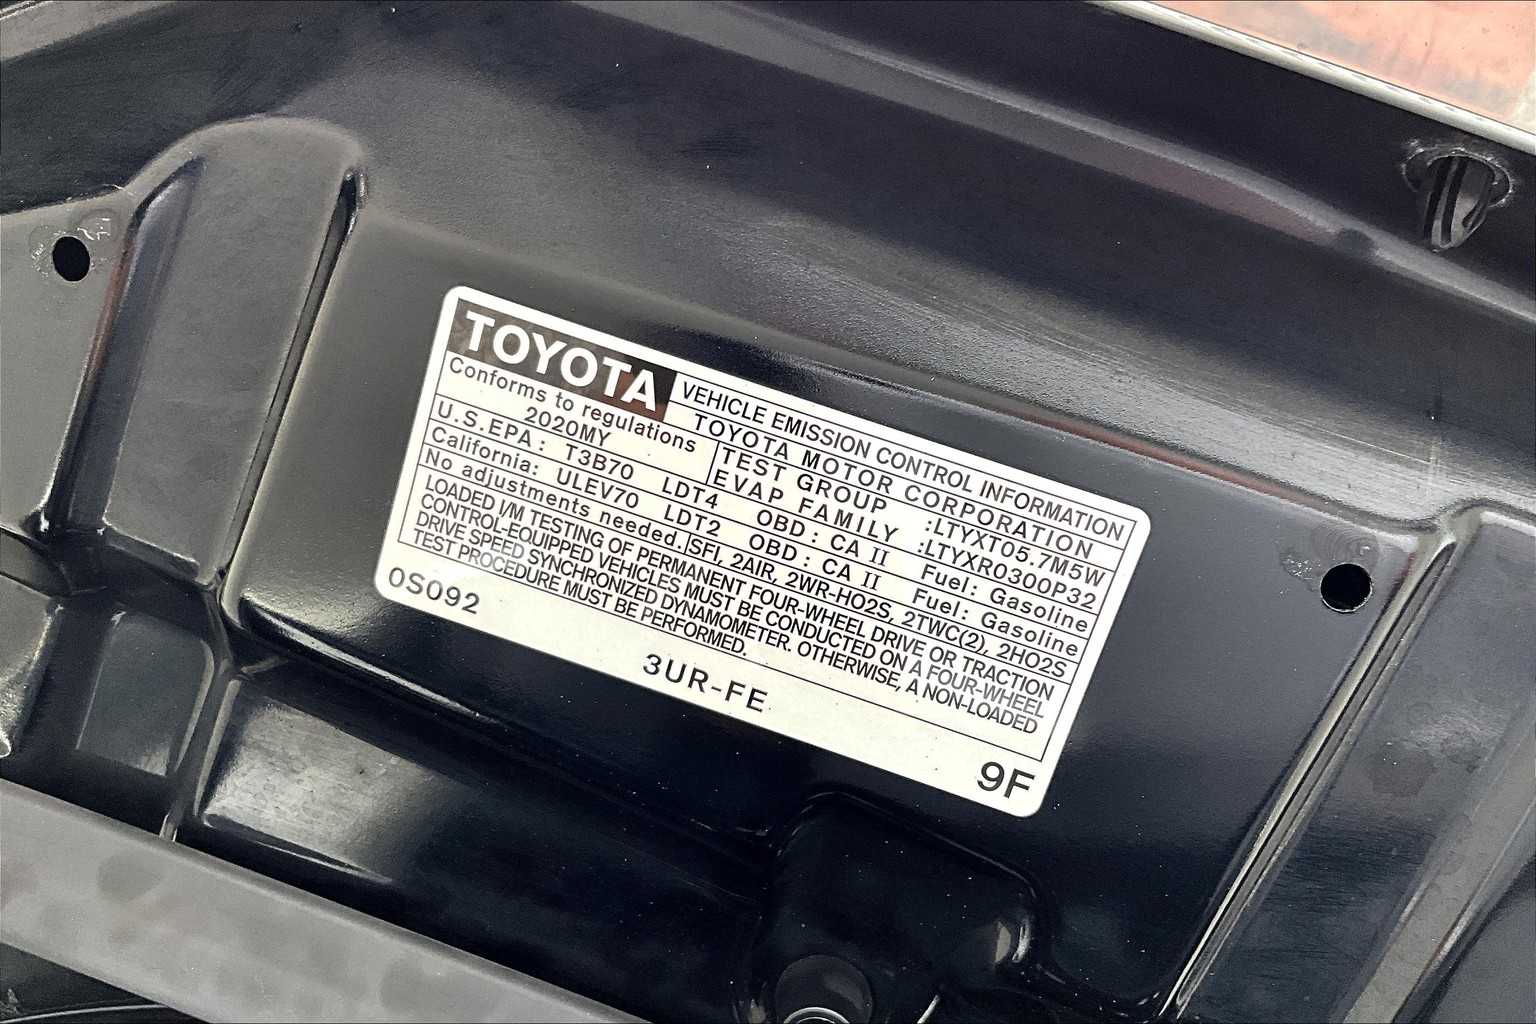 TOYOTA
VEHICLE EMISSION CONTROL INFORMATION
Conforms to regulations
2020MY
TOYOTA MOTOR CORPORATION
TEST GROUP :LTYXT05.7M5W
EVAP FAMILY :LTYXR0300P32
U.S.EPA: T3B70 LDT4 OBD: CA II Fuel: Gasoline
California: ULEV70 LDT2 OBD: CA II Fuel: Gasoline
No adjustments needed. SFI, 2AIR, 2WR-HO2S, 2TWC(2), 2HO2S
LOADED I/M TESTING OF PERMANENT FOUR-WHEEL DRIVE OR TRACTION
CONTROL-EQUIPPED VEHICLES MUST BE CONDUCTED ON A FOUR-WHEEL
DRIVE SPEED SYNCHRONIZED DYNAMOMETER. OTHERWISE, A NON-LOADED
TEST PROCEDURE MUST BE PERFORMED.
0S092
3UR-FE
9F